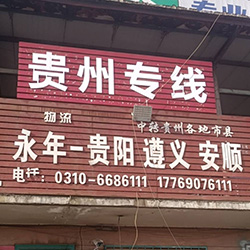 贵州专线
物流 中转贵州各地市县
永年-贵阳 遵义 安顺
电话: 0310-6686111 17769076111